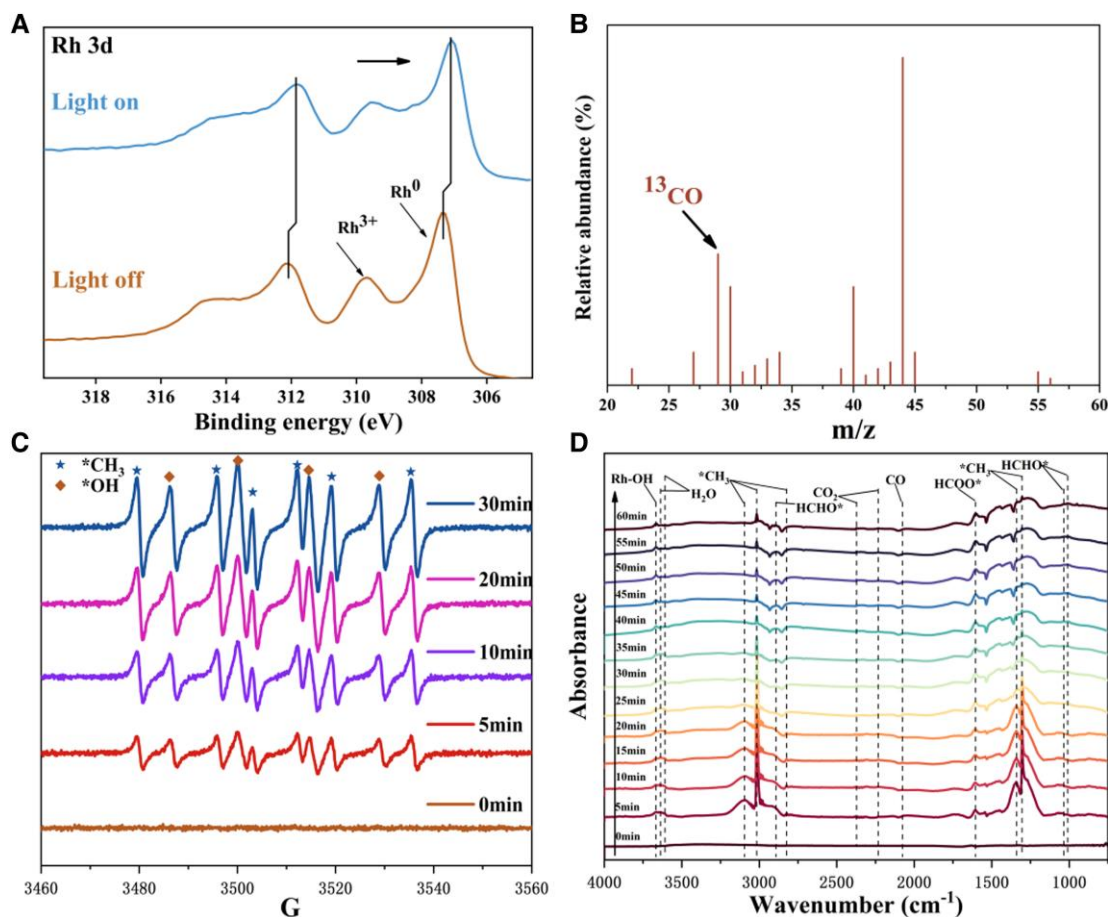 A
Rh 3d
Light on
Rh0
Rh3+
Light off
318 316 314 312 310 308 306
Binding energy (eV)
B
Relative abundance (%)
13CO
20 25 30 35 40 45 50 55 60
m/z
C
*CH3
*OH
30min
20min
10min
5min
0min
3460 3480 3500 3520 3540 3560
G
D
Absorbance
Rh-OH
H2O
*CH3
HCHO*
CO2
CO
HCOO*
*CH3
HCHO*
60min
55min
50min
45min
40min
35min
30min
25min
20min
15min
10min
5min
0min
4000 3500 3000 2500 2000 1500 1000
Wavenumber (cm-1)